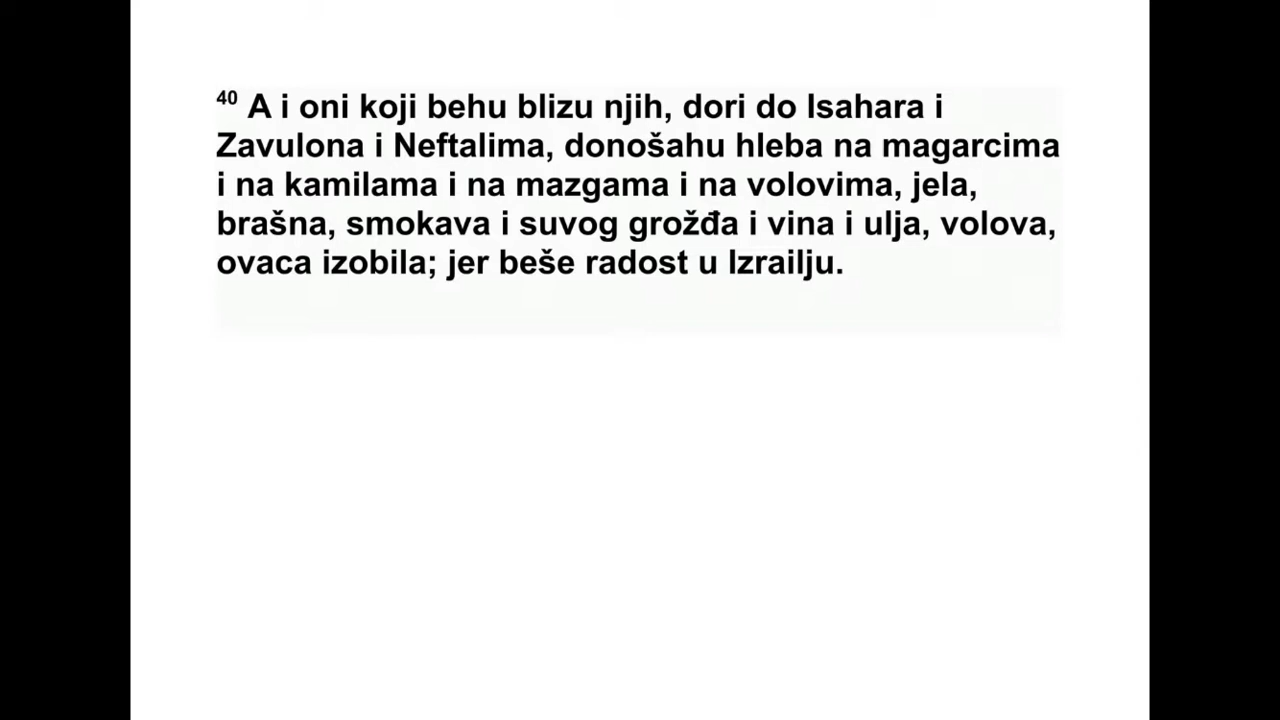 40 A i oni koji behu blizu njih, dori do Isahara i
Zavulona i Neftalima, donošahu hleba na magarcima
i na kamilama i na mazgama i na volovima, jela,
brašna, smokava i suvog grožđa i vina i ulja, volova,
ovaca izobila; jer beše radost u Izrailju.